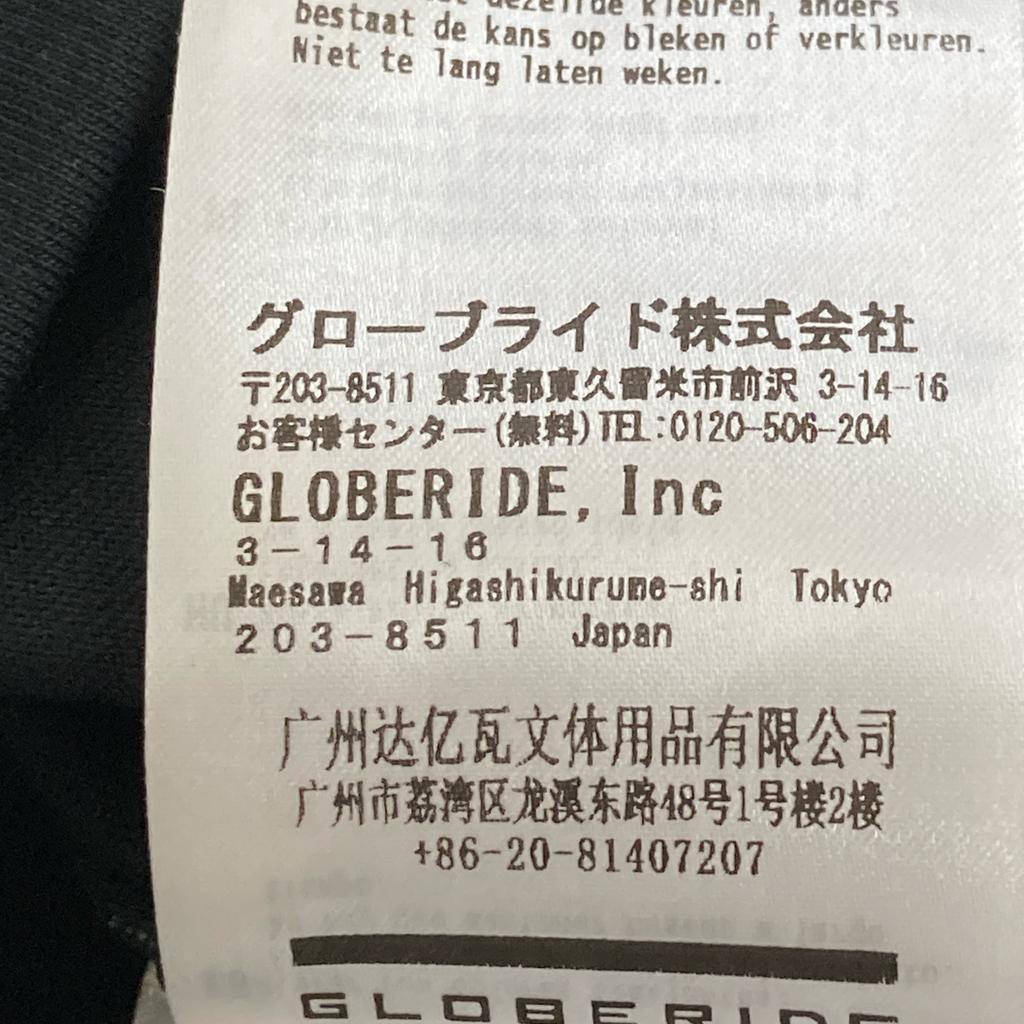 dezelfde kleuren, anders
bestaat de kans op bleken of verkleuren.
Niet te lang laten weken.
グローブライド株式会社
〒203-8511 東京都東久留米市前沢 3-14-16
お客様センター(無料)TEL:0120-506-204
GLOBERIDE, Inc
3-14-16
Maesawa Higashikurume-shi Tokyo
203-8511 Japan
广州达亿瓦文体用品有限公司
广州市荔湾区龙溪东路48号1号楼2楼
+86-20-81407207
GLOBERIDE